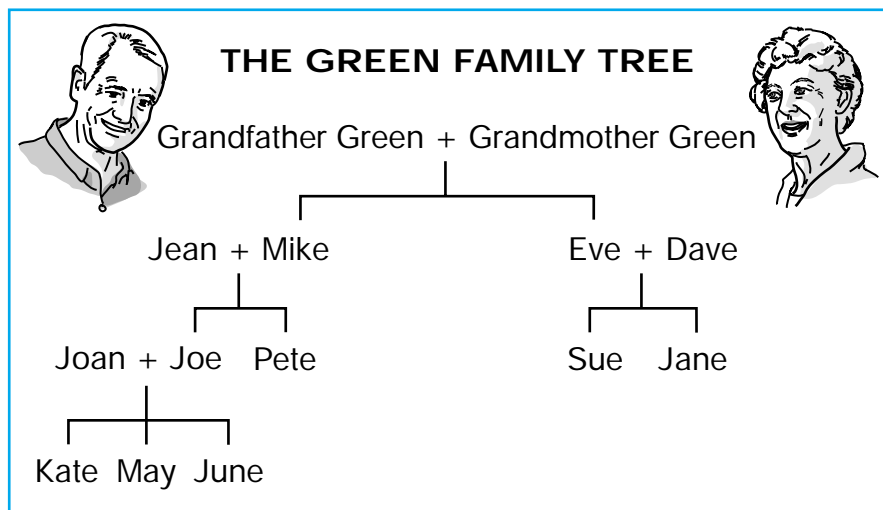 THE GREEN FAMILY TREE
Grandfather Green + Grandmother Green
Jean + Mike Eve + Dave
Joan + Joe Pete Sue Jane
Kate May June